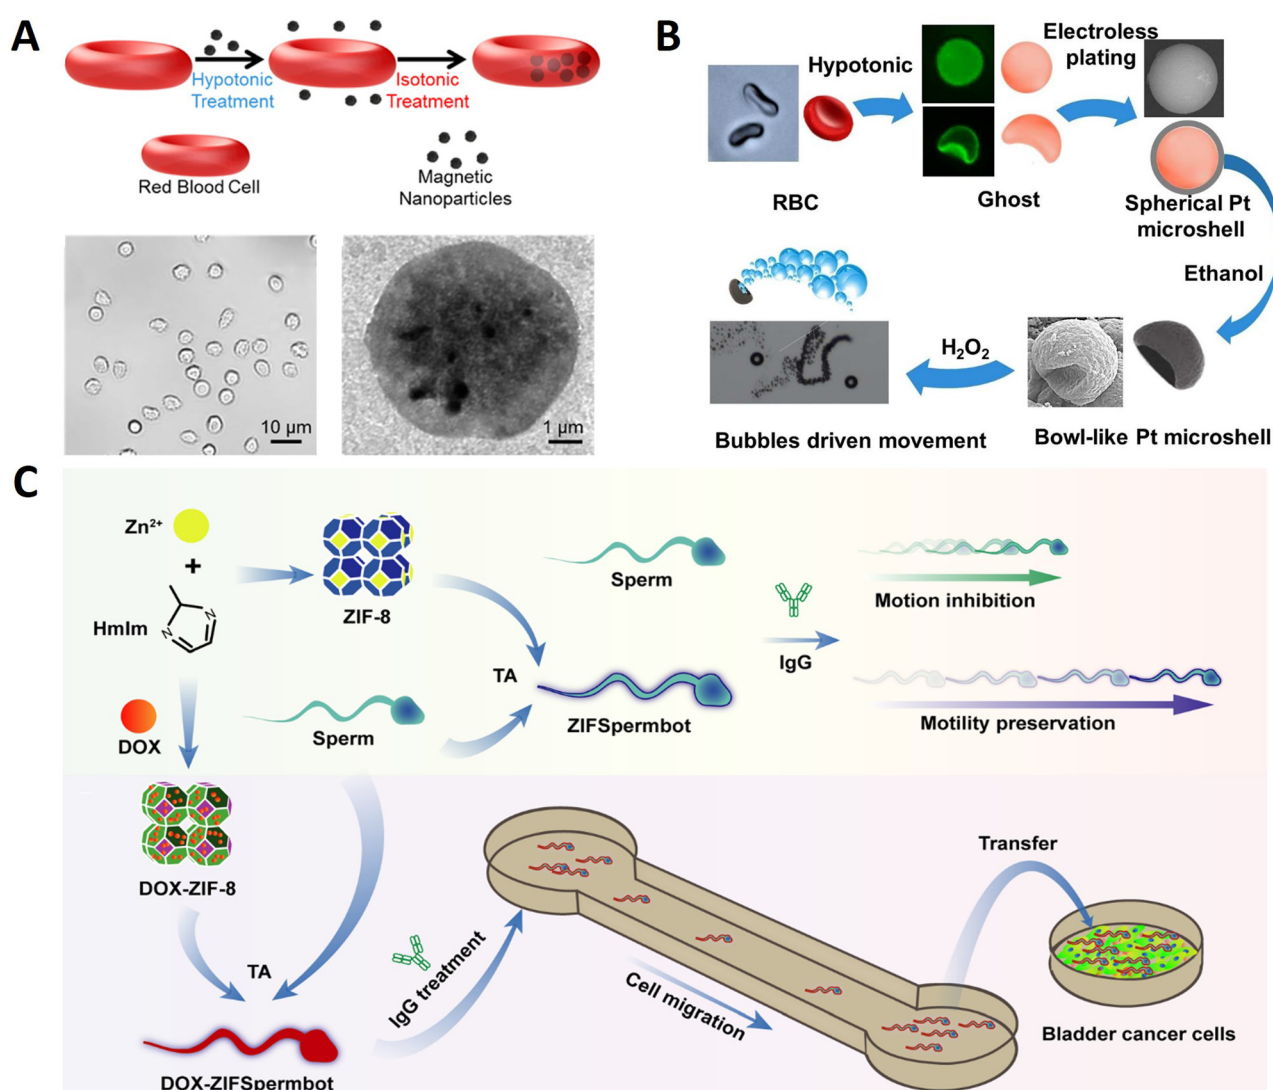 A
Hypotonic
Treatment
Isotonic
Treatment
Red Blood Cell
Magnetic
Nanoparticles
10 µm
1 µm
B
Hypotonic
Electroless
plating
RBC
Ghost
Spherical Pt
microshell
Ethanol
H₂O₂
Bubbles driven movement
Bowl-like Pt microshell
C
Zn²⁺
+
HmIm
N
N
ZIF-8
Sperm
Motion inhibition
IgG
TA
DOX
Sperm
ZIFSpermbot
Motility preservation
DOX-ZIF-8
TA
IgG treatment
Cell migration
Transfer
Bladder cancer cells
DOX-ZIFSpermbot